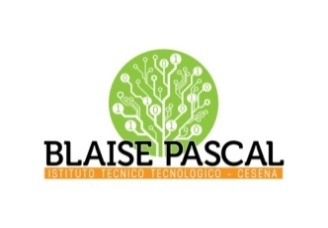 BLAISE PASCAL
ISTITUTO TECNICO TECNOLOGICO - CESENA